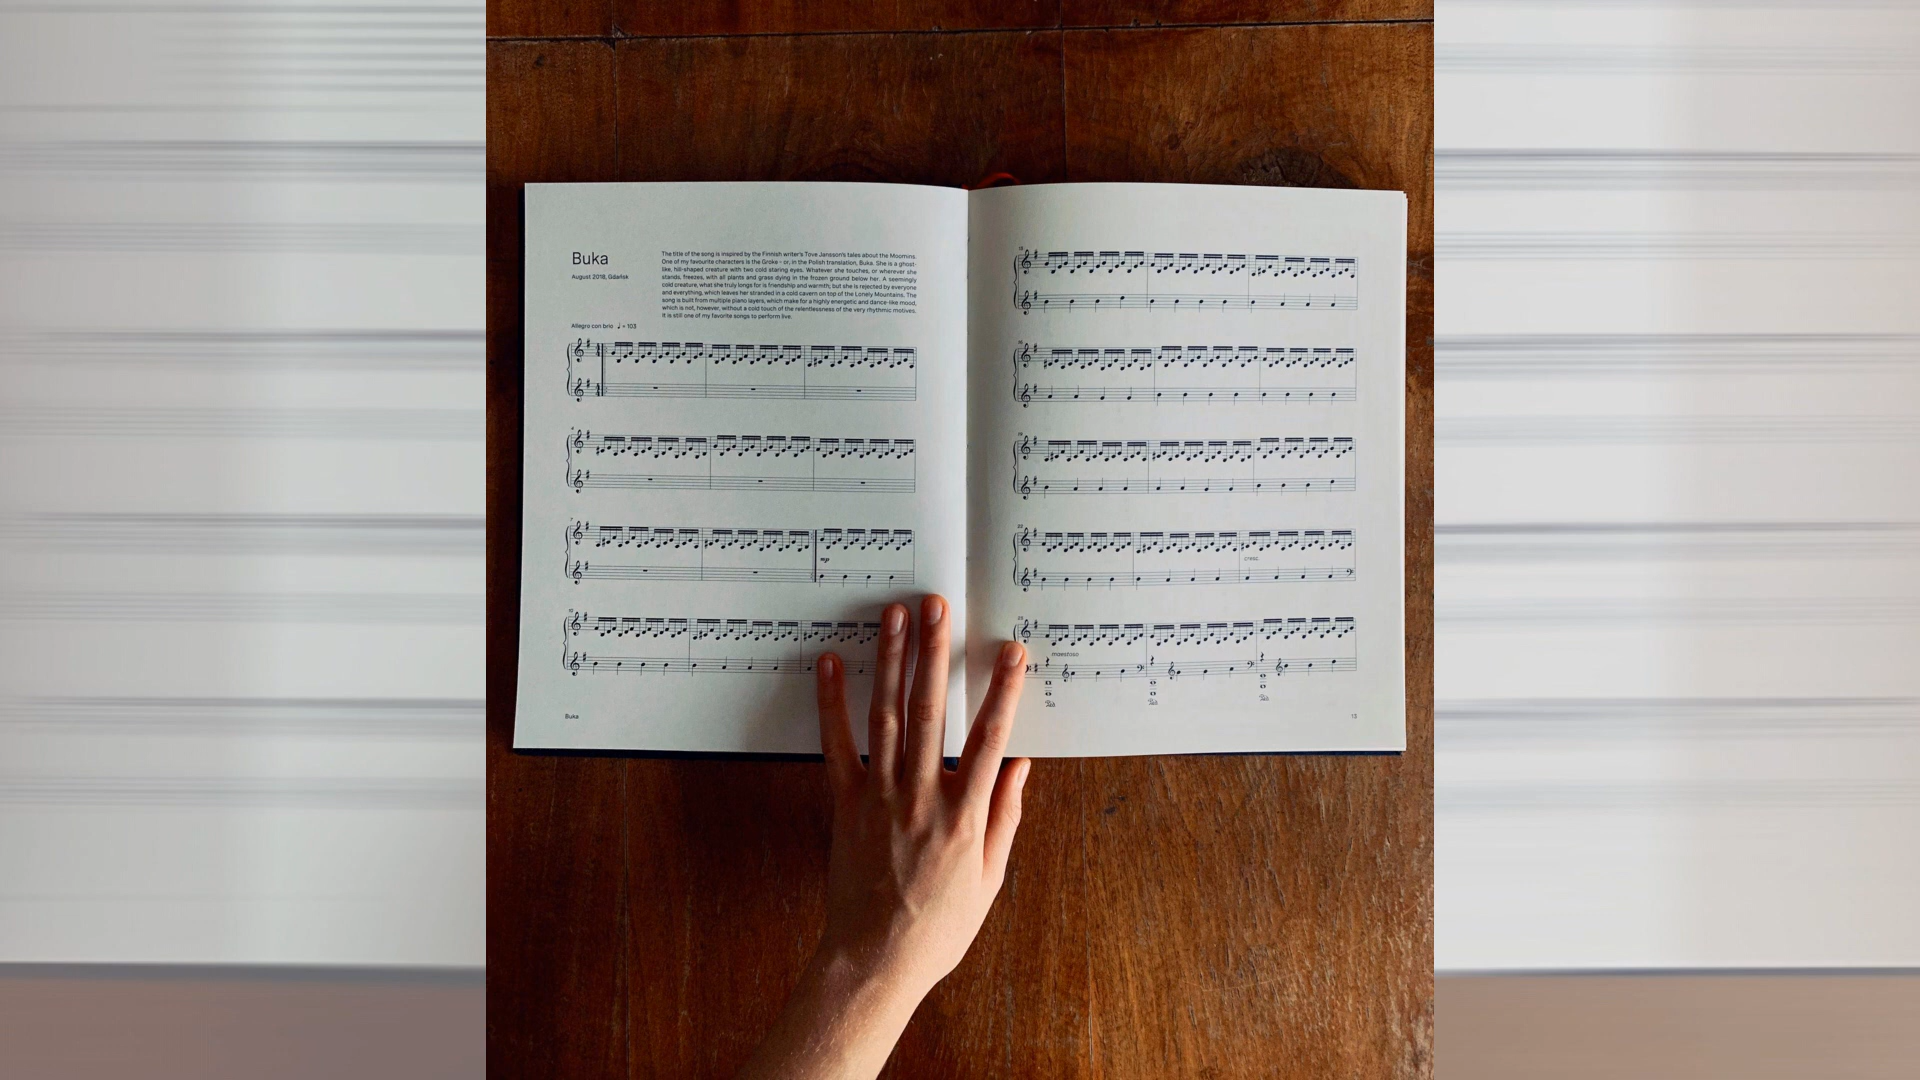 Buka
August 2018, Gdańsk
The title of the song is inspired by the Finnish writer's Tove Jansson's tales about the Moomins.
One of my favourite characters is the Groke - or, in the Polish translation, Buka. She is a ghost-
like, hill-shaped creature with two cold staring eyes. Whatever she touches, or wherever she
stands, freezes, with all plants and grass dying in the frozen ground below her. A seemingly
cold creature, what she truly longs for is friendship and warmth; but she is rejected by everyone
and everything, which leaves her stranded in a cold cavern on top of the Lonely Mountains. The
song is built from multiple piano layers, which make for a highly energetic and dance-like mood,
which is not, however, without a cold touch of the relentlessness of the very rhythmic motives.
It is still one of my favorite songs to perform live.
Allegro con brio ♩ = 103
4
7
mp
10
Buka
13
16
19
22
cresc.
25
maestoso
13